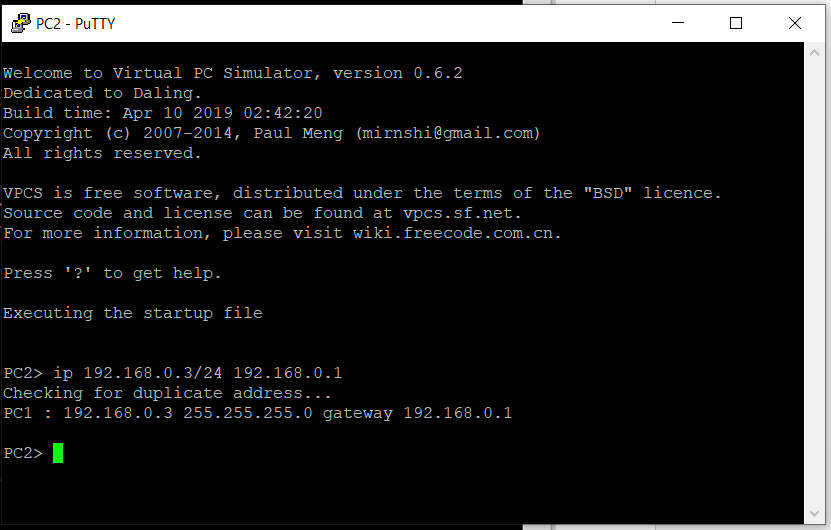 PC2 - PuTTY
Welcome to Virtual PC Simulator, version 0.6.2
Dedicated to Daling.
Build time: Apr 10 2019 02:42:20
Copyright (c) 2007-2014, Paul Meng (mirnshi@gmail.com)
All rights reserved.
VPCS is free software, distributed under the terms of the "BSD" licence.
Source code and license can be found at vpcs.sf.net.
For more information, please visit wiki.freecode.com.cn.
Press '?' to get help.
Executing the startup file
PC2> ip 192.168.0.3/24 192.168.0.1
Checking for duplicate address...
PC1 : 192.168.0.3 255.255.255.0 gateway 192.168.0.1
PC2>